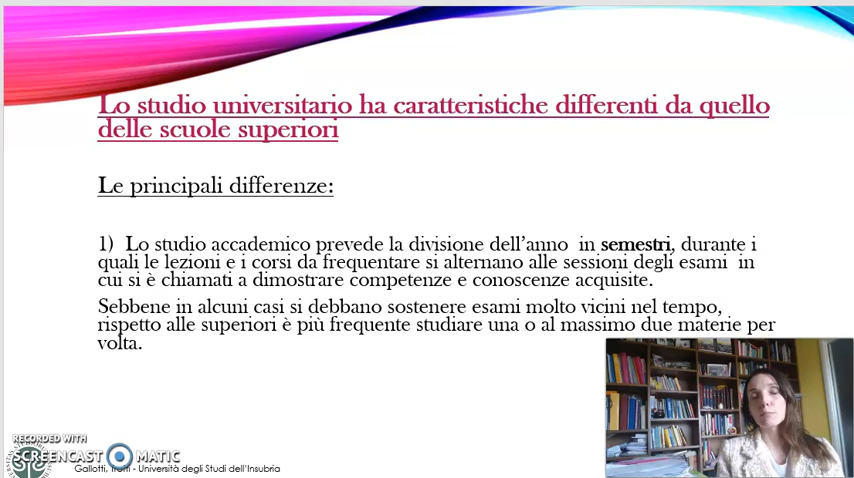 Lo studio universitario ha caratteristiche differenti da quello
delle scuole superiori
Le principali differenze:
1) Lo studio accademico prevede la divisione dell'anno in semestri, durante i
quali le lezioni e i corsi da frequentare si alternano alle sessioni degli esami in
cui si è chiamati a dimostrare competenze e conoscenze acquisite.
Sebbene in alcuni casi si debbano sostenere esami molto vicini nel tempo,
rispetto alle superiori è più frequente studiare una o al massimo due materie per
volta.
RECORDED WITH
SCREENCAST MATIC
Gallotti, - Università degli Studi dell'Insubria